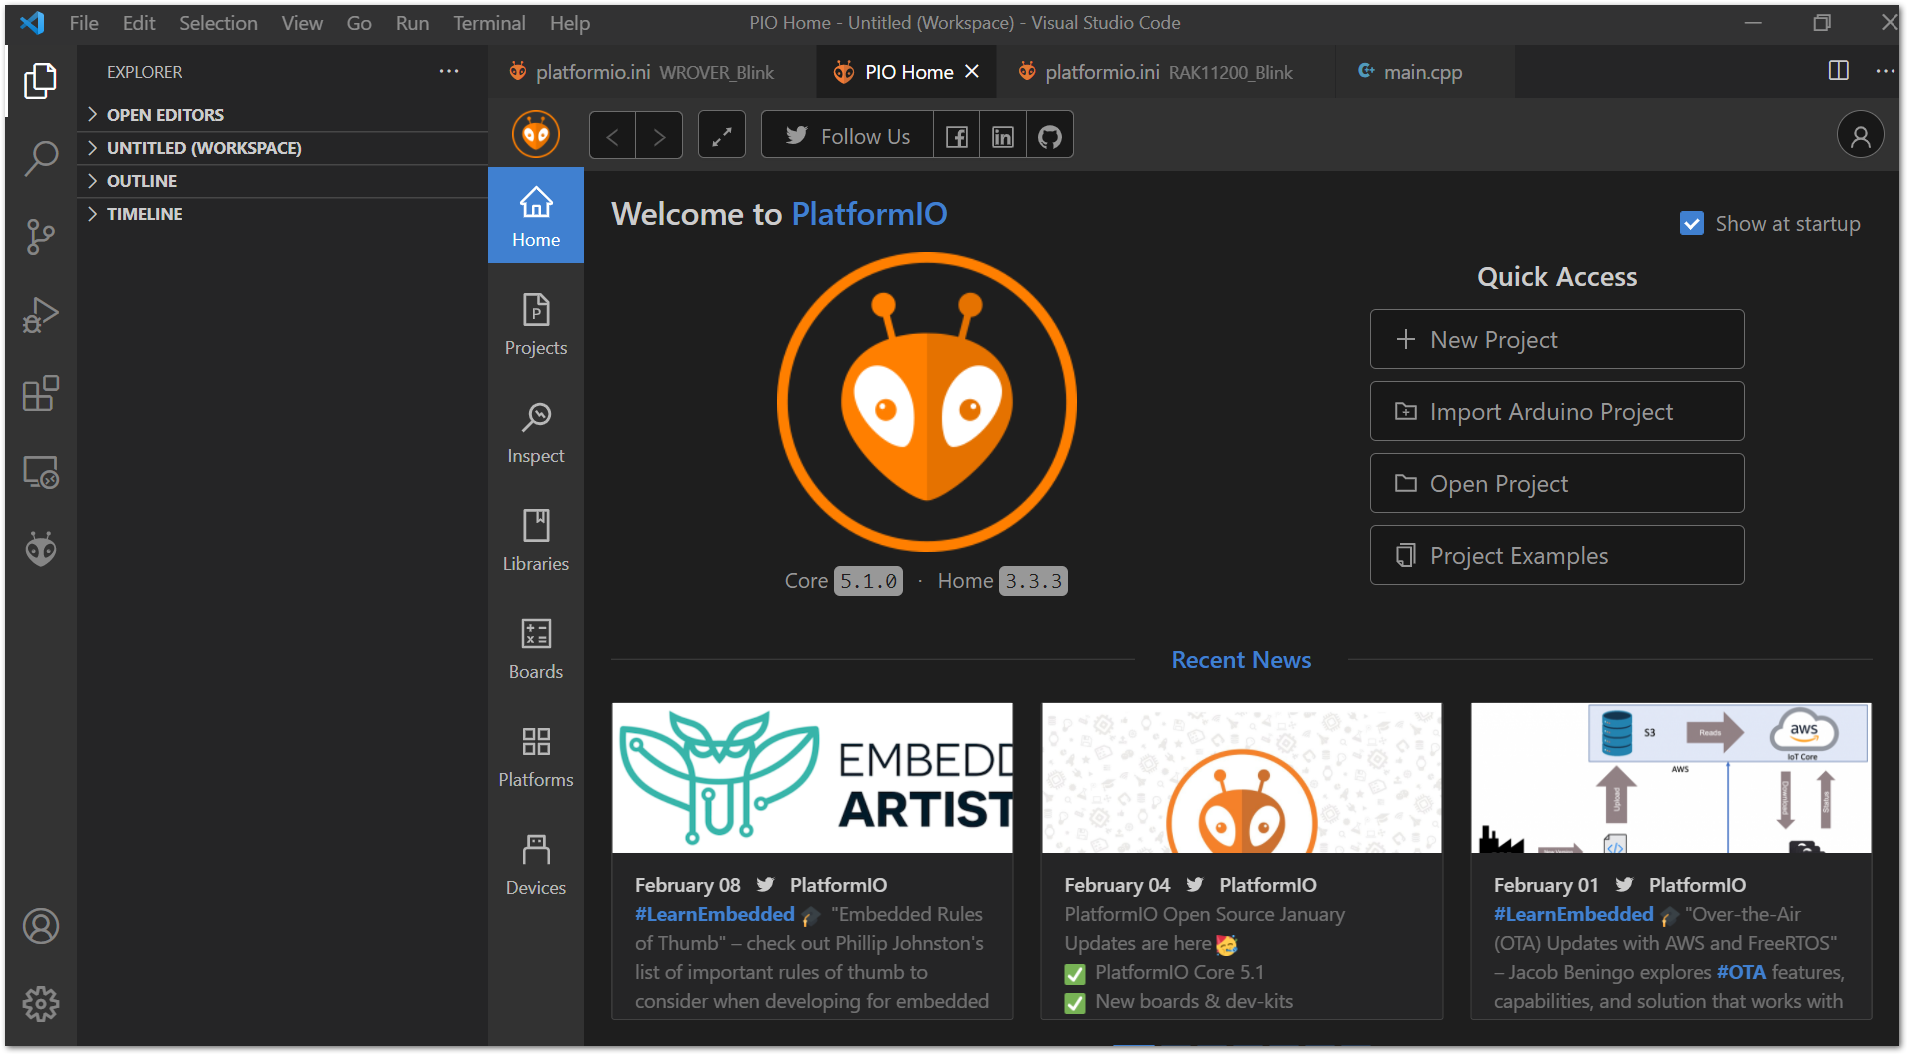 File Edit Selection View Go Run Terminal Help
PIO Home - Untitled (Workspace) - Visual Studio Code
EXPLORER
OPEN EDITORS
UNTITLED (WORKSPACE)
OUTLINE
TIMELINE
platformio.ini WROVER_Blink
PIO Home
platformio.ini RAK11200_Blink
main.cpp
Follow Us
Home
Projects
Inspect
Libraries
Boards
Platforms
Devices
Welcome to PlatformIO
Show at startup
Core 5.1.0 · Home 3.3.3
Quick Access
New Project
Import Arduino Project
Open Project
Project Examples
Recent News
EMBEDD
ARTIST
February 08 PlatformIO
#LearnEmbedded 🎓 "Embedded Rules
of Thumb" – check out Phillip Johnston's
list of important rules of thumb to
consider when developing for embedded
February 04 PlatformIO
PlatformIO Open Source January
Updates are here 🥳
✅ PlatformIO Core 5.1
✅ New boards & dev-kits
S3
Reads
aws
IoT Core
AWS
Upload
Download
Status
February 01 PlatformIO
#LearnEmbedded 🎓 "Over-the-Air
(OTA) Updates with AWS and FreeRTOS"
– Jacob Beningo explores #OTA features,
capabilities, and solution that works with